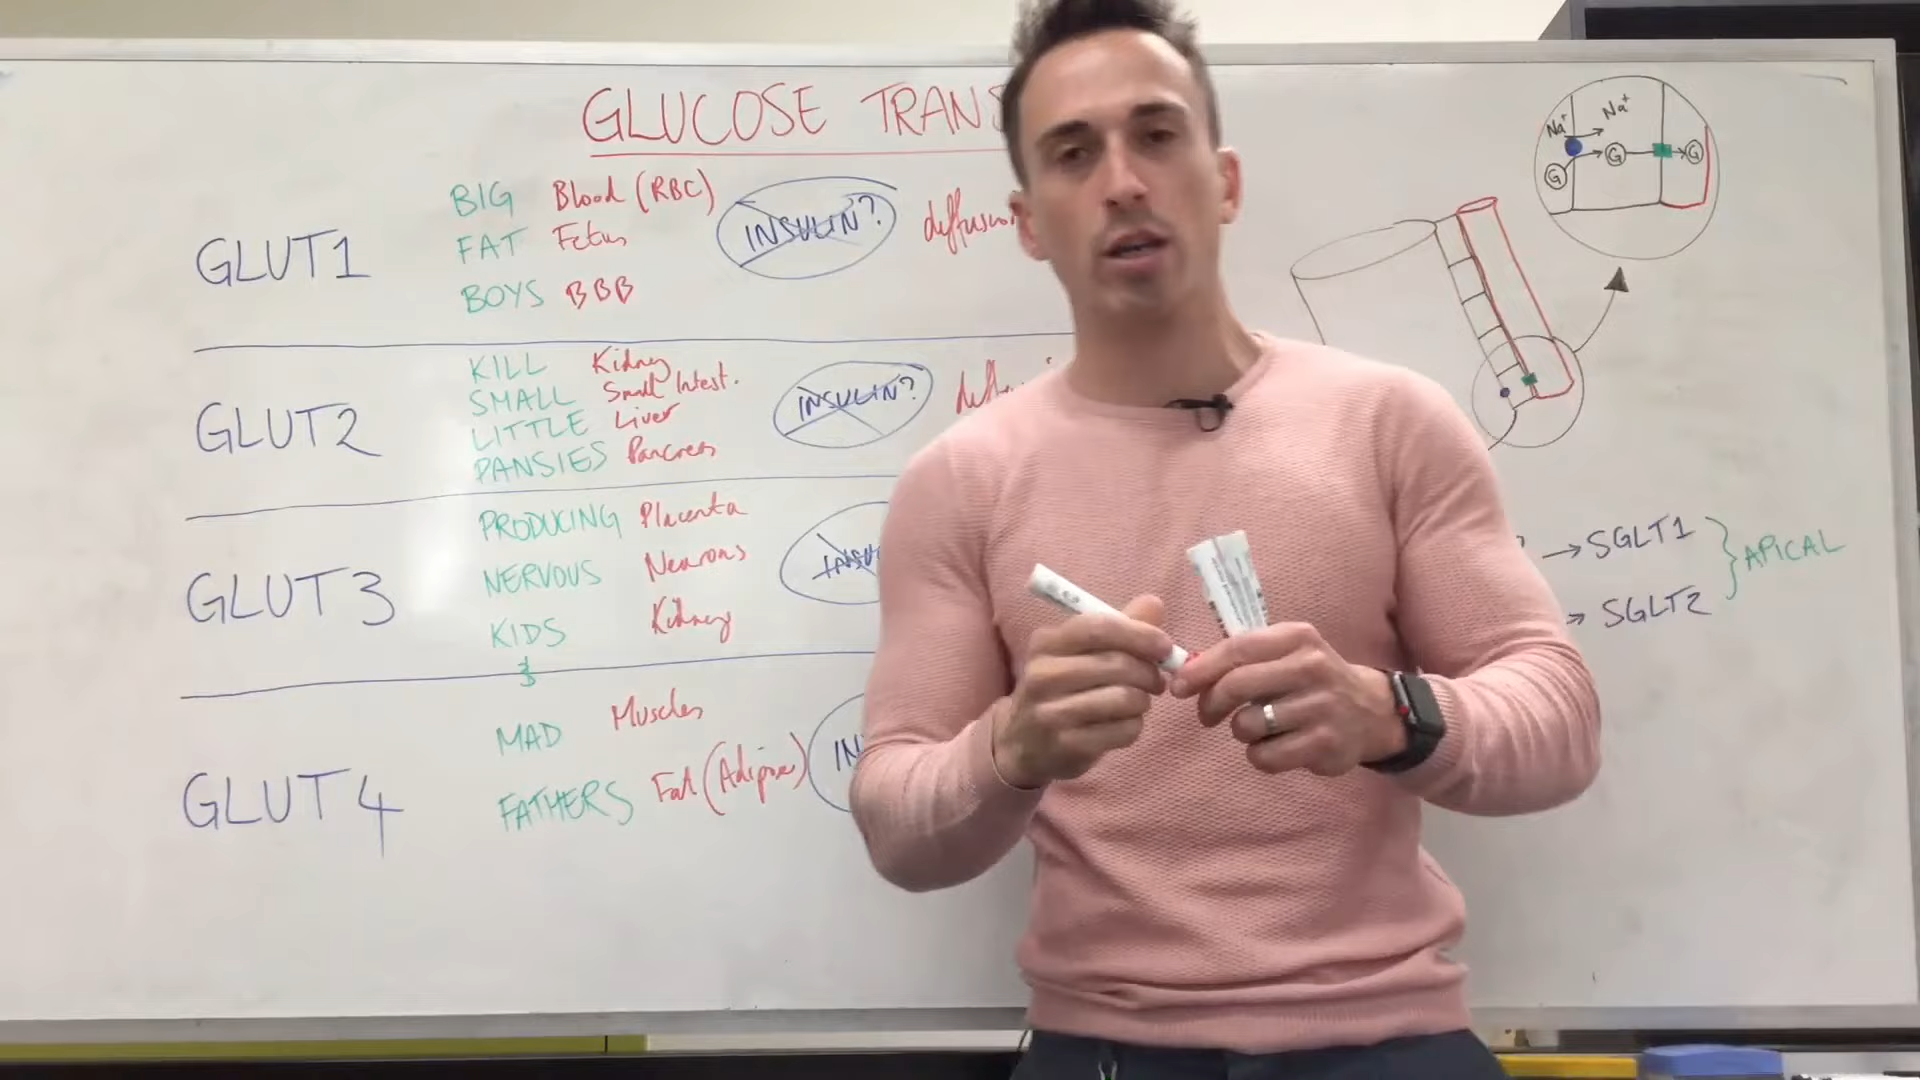 GLUCOSE TRANS
GLUT1
BIG Blood (RBC)
FAT Fetus
BOYS BBB
INSULIN?
diffusion
GLUT2
KILL Kidney
SMALL Small Intest.
LITTLE Liver
PANSIES Pancreas
INSULIN?
GLUT3
PRODUCING Placenta
NERVOUS Neurons
KIDS Kidney
&
GLUT4
MAD Muscles
FATHERS Fat (Adipose)
IN
Na+ Na+
G G G
? → SGLT1
→ SGLT2
} APICAL